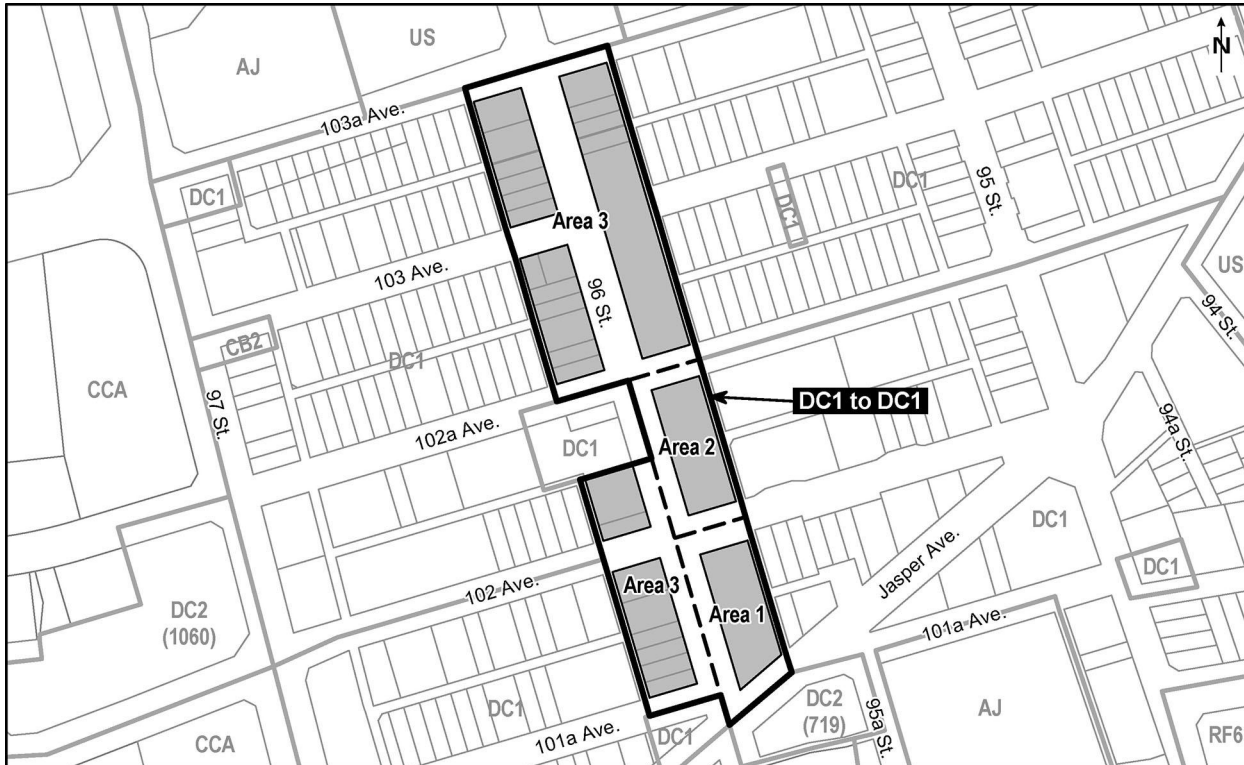 US
AJ
N
103a Ave.
DC1
DC1
DC1
95 St.
Area 3
US
103 Ave.
96 St.
94 St.
CB2
DC1
CCA
97 St.
DC1 to DC1
94a St.
102a Ave.
DC1
Area 2
DC1
Jasper Ave.
DC1
102 Ave.
Area 3
Area 1
DC2
(1060)
101a Ave.
DC1
DC2
(719)
AJ
CCA
101a Ave.
DC1
95a St.
RF6